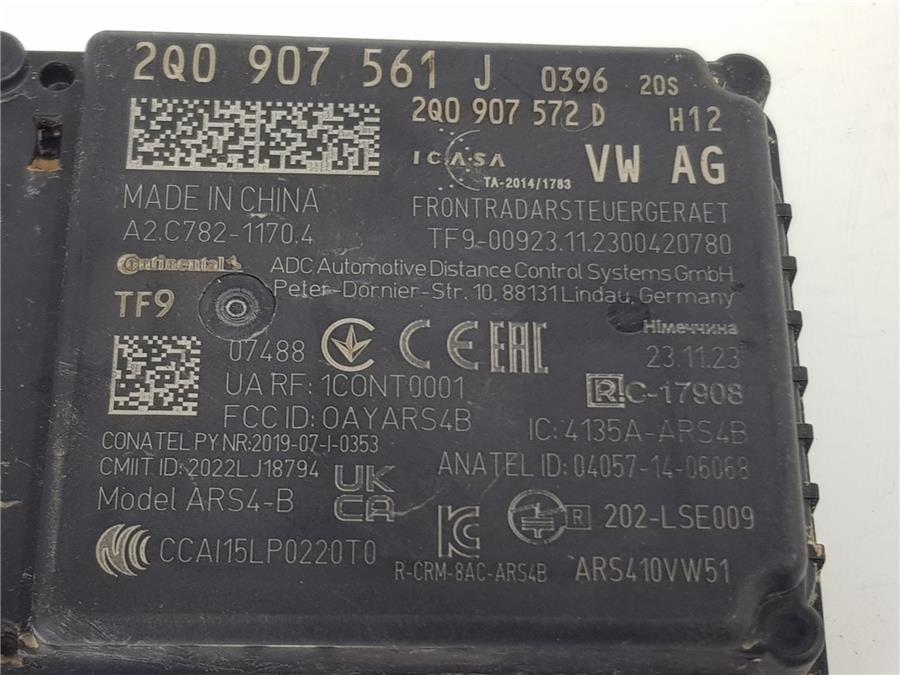 2Q0 907 561 J 0396 20s
2Q0 907 572 D H12
ICASA VW AG
TA-2014/1783
MADE IN CHINA FRONTRADARSTEUERGERAET
A2.C782-1170.4 TF9-00923.11.2300420780
Continental ADC Automotive Distance Control Systems GmbH
TF9 Peter-Dornier-Str. 10, 88131 Lindau, Germany
Німеччина
07488 CE EAC 23.11.23
UA RF: 1CONT0001 R!C-17908
FCC ID: OAYARS4B IC: 4135A-ARS4B
CONATEL PY NR:2019-07-I-0353
CMIIT ID: 2022LJ18794 UKCA ANATEL ID: 04057-14-06068
Model ARS4-B
R 202-LSE009
CCAI15LP0220T0
R-CRM-8AC-ARS4B ARS410VW51